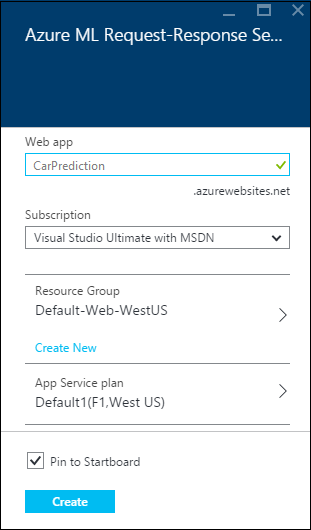 Azure ML Request-Response Se...
Web app
CarPrediction
.azurewebsites.net
Subscription
Visual Studio Ultimate with MSDN
Resource Group
Default-Web-WestUS
Create New
App Service plan
Default1(F1,West US)
Pin to Startboard
Create